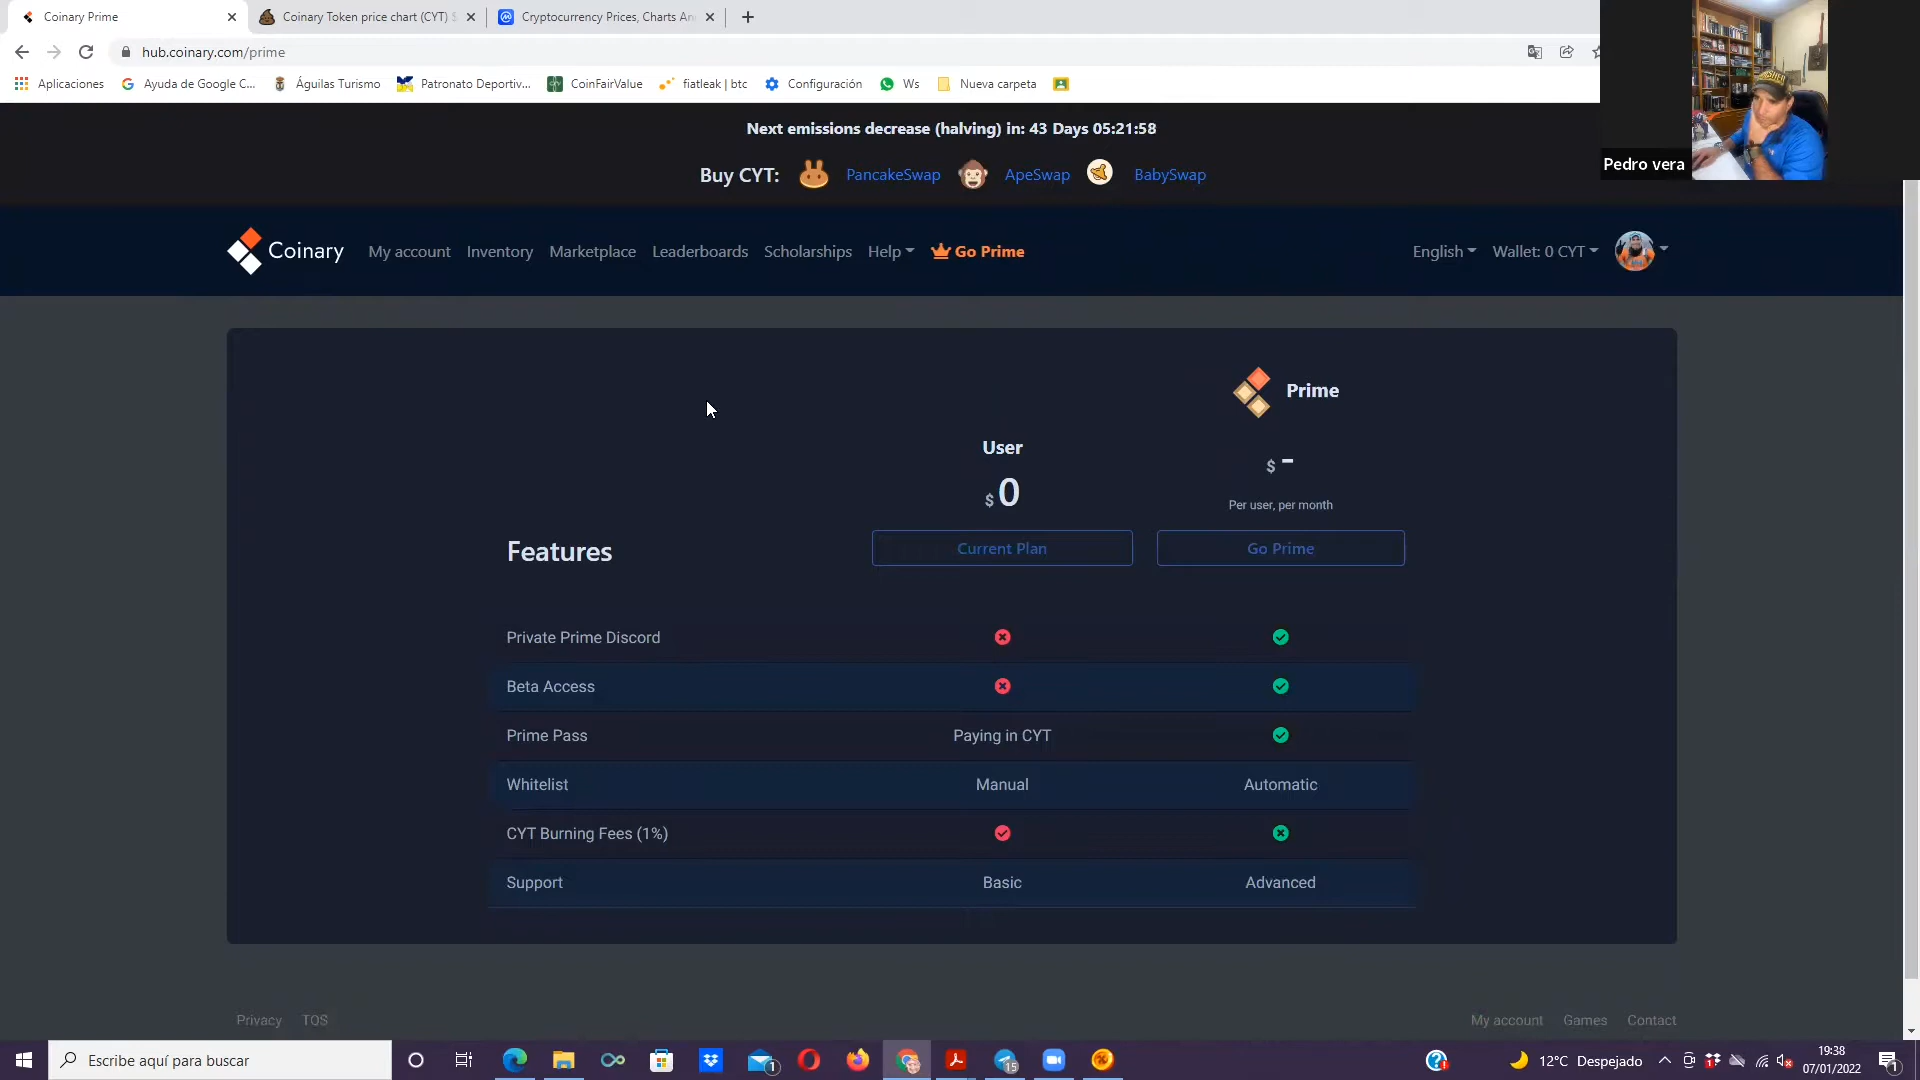 Coinary Prime
Coinary Token price chart (CYT) $
Cryptocurrency Prices, Charts An
hub.coinary.com/prime
Aplicaciones
Ayuda de Google C...
Águilas Turismo
Patronato Deportiv...
CoinFairValue
fiatleak | btc
Configuración
Ws
Nueva carpeta
Pedro vera
Next emissions decrease (halving) in: 43 Days 05:21:58
Buy CYT: PancakeSwap ApeSwap BabySwap
Coinary My account Inventory Marketplace Leaderboards Scholarships Help Go Prime English Wallet: 0 CYT
Prime
User
$ 0
$ -
Per user, per month
Features
Current Plan
Go Prime
Private Prime Discord
Beta Access
Prime Pass Paying in CYT
Whitelist Manual Automatic
CYT Burning Fees (1%)
Support Basic Advanced
Privacy TOS My account Games Contact
Escribe aquí para buscar
1
15
12°C Despejado
19:38
07/01/2022
1